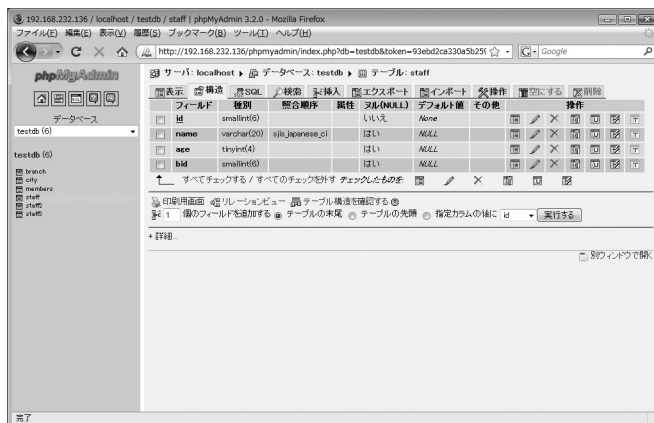 192.168.232.136 / localhost / testdb / staff | phpMyAdmin 3.2.0 - Mozilla Firefox
ファイル(F) 編集(E) 表示(V) 履歴(S) ブックマーク(B) ツール(T) ヘルプ(H)
http://192.168.232.136/phpmyadmin/index.php?db=testdb&token=93ebd2ca330a5b25
Google
phpMyAdmin
データベース
testdb (6)
testdb (6)
branch
city
members
staff
staff2
staff3
サーバ: localhost ▶ データベース: testdb ▶ テーブル: staff
表示 構造 SQL 検索 挿入 エクスポート インポート 操作 空にする 削除
フィールド 種別 照合順序 属性 ヌル(NULL) デフォルト値 その他 操作
id smallint(6) いいえ None
name varchar(20) sjis_japanese_ci はい NULL
age tinyint(4) はい NULL
bid smallint(6) はい NULL
すべてチェックする / すべてのチェックを外す チェックしたものを:
印刷用画面 リレーションビュー テーブル構造を確認する
1 個のフィールドを追加する テーブルの末尾 テーブルの先頭 指定カラムの後に id 実行する
+ 詳細...
別ウィンドウで開く
完了